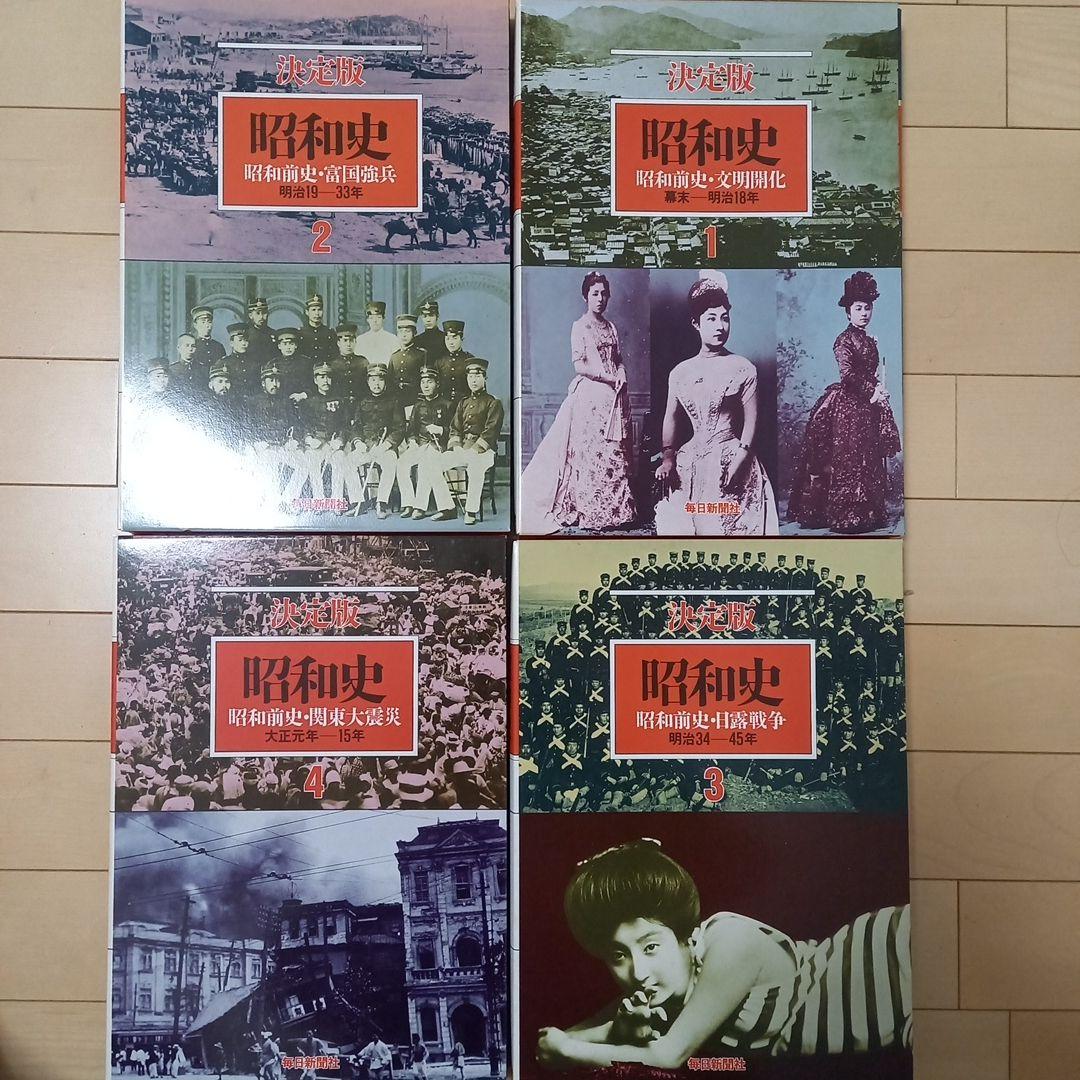 決定版
昭和史
昭和前史・富国強兵
明治19―33年
2
毎日新聞社
決定版
昭和史
昭和前史・文明開化
幕末―明治18年
1
毎日新聞社
決定版
昭和史
昭和前史・関東大震災
大正元年―15年
4
毎日新聞社
決定版
昭和史
昭和前史・日露戦争
明治34―45年
3
毎日新聞社